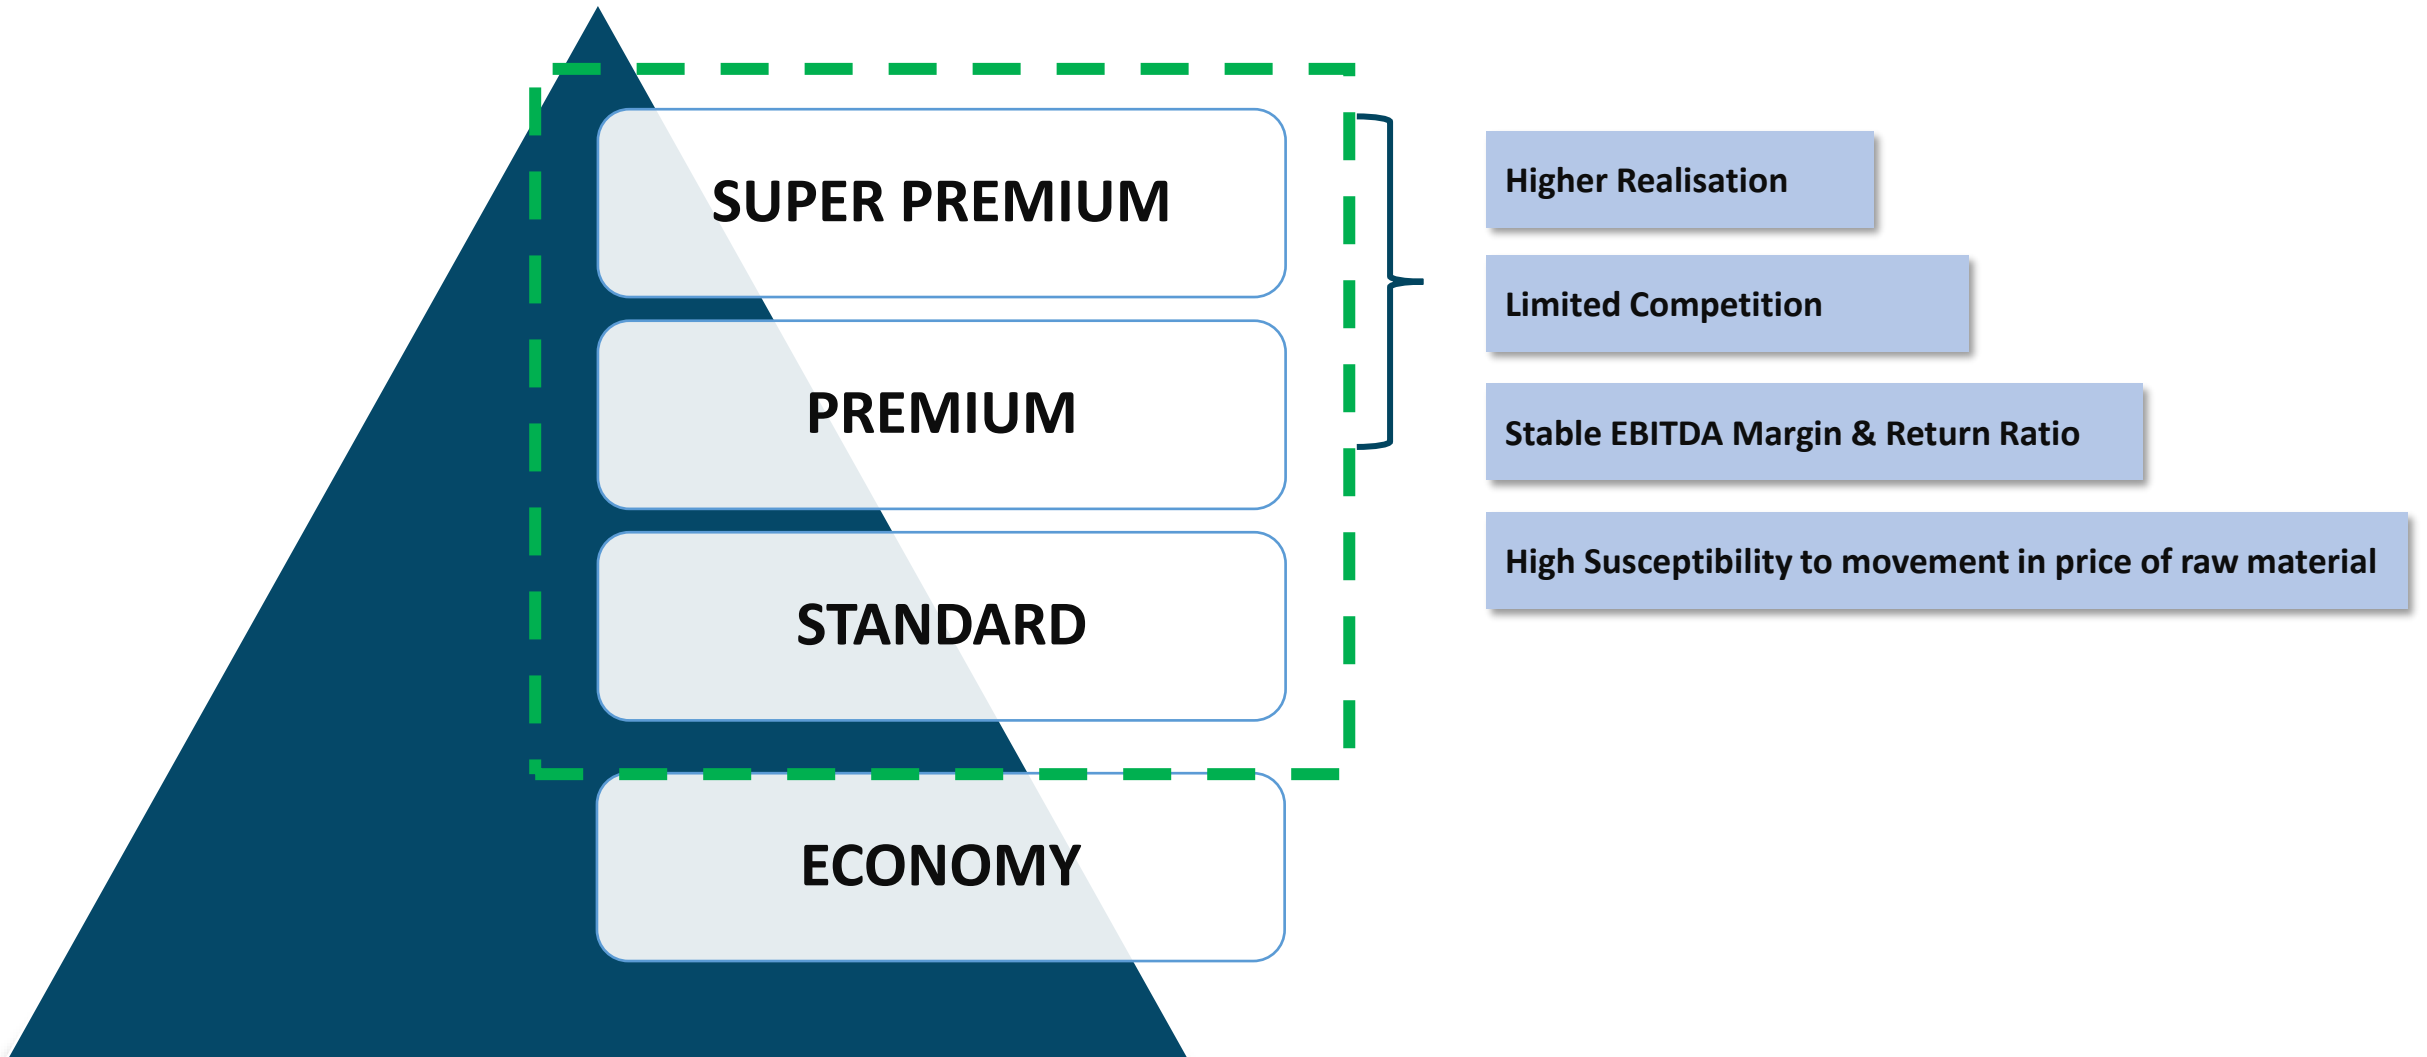 SUPER PREMIUM
PREMIUM
STANDARD
ECONOMY
Higher Realisation
Limited Competition
Stable EBITDA Margin & Return Ratio
High Susceptibility to movement in price of raw material